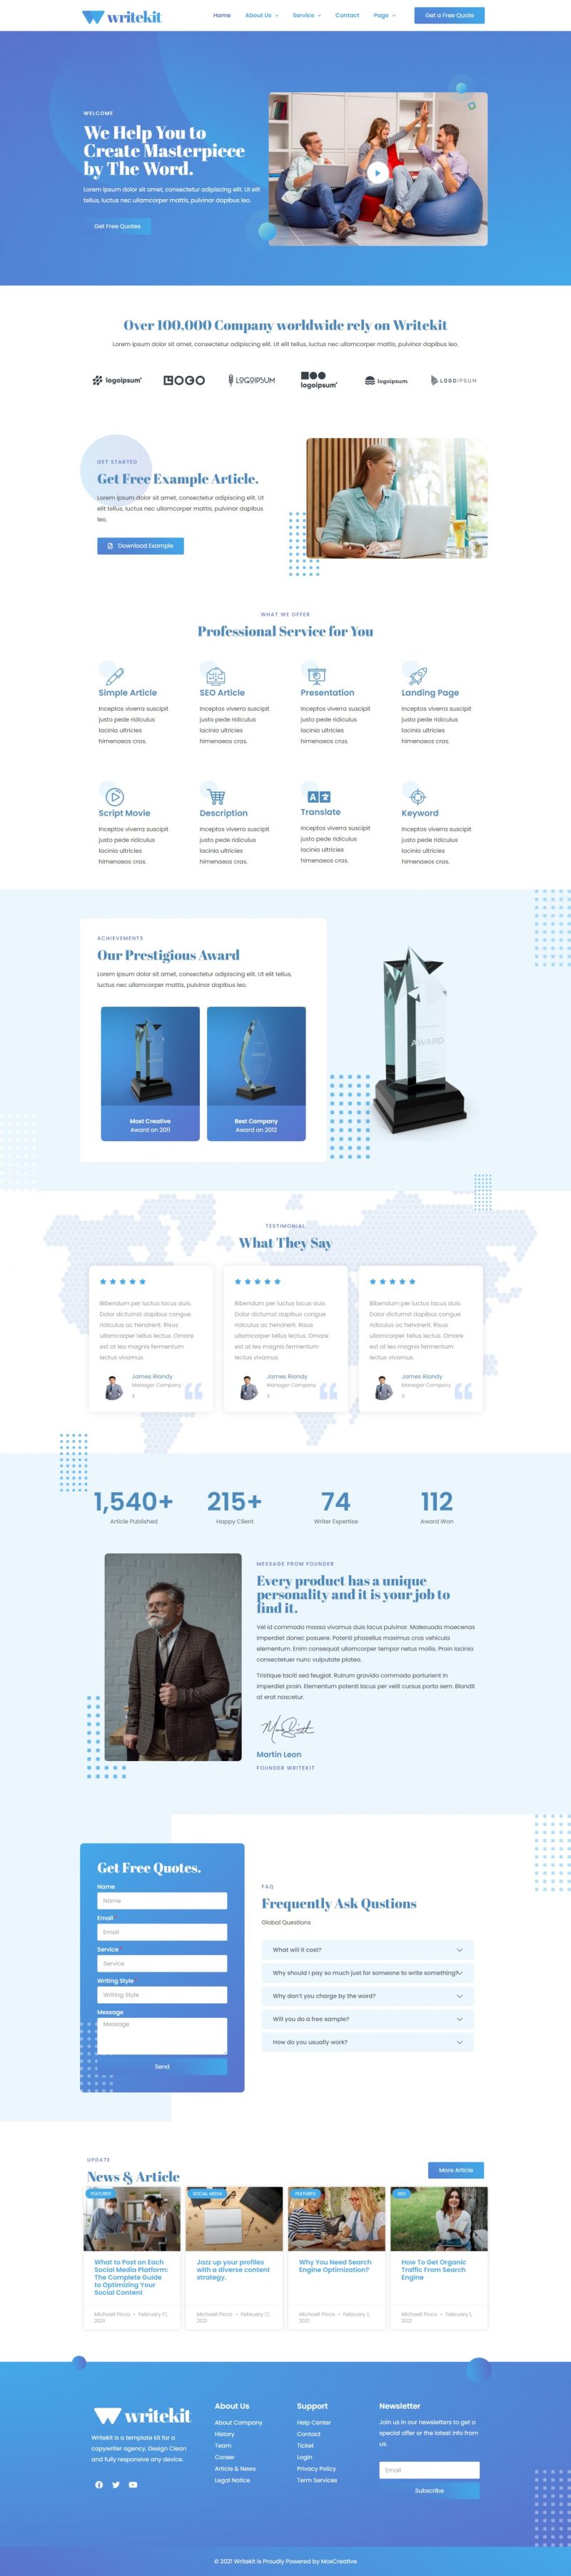 writekit
Home About Us Service Contact Page Get a Free Quote
WELCOME
We Help You to
Create Masterpiece
by The Word.
Lorem ipsum dolor sit amet, consectetur adipiscing elit. Ut elit
tellus, luctus nec ullamcorper mattis, pulvinar dapibus leo.
Get Free Quotes
Over 100,000 Company worldwide rely on Writekit
Lorem ipsum dolor sit amet, consectetur adipiscing elit. Ut elit tellus, luctus nec ullamcorper mattis, pulvinar dapibus leo.
logoipsum' LOGO LOGOIPSUM logoipsum' logoipsum LOGOIPSUM
GET STARTED
Get Free Example Article.
Lorem ipsum dolor sit amet, consectetur adipiscing elit. Ut
elit tellus, luctus nec ullamcorper mattis, pulvinar dapibus
leo.
Download Example
WHAT WE OFFER
Professional Service for You
Simple Article
Inceptos viverra suscipit
justo pede ridiculus
lacinia ultricies
himenaeos cras.
SEO Article
Inceptos viverra suscipit
justo pede ridiculus
lacinia ultricies
himenaeos cras.
Presentation
Inceptos viverra suscipit
justo pede ridiculus
lacinia ultricies
himenaeos cras.
Landing Page
Inceptos viverra suscipit
justo pede ridiculus
lacinia ultricies
himenaeos cras.
Script Movie
Inceptos viverra suscipit
justo pede ridiculus
lacinia ultricies
himenaeos cras.
Description
Inceptos viverra suscipit
justo pede ridiculus
lacinia ultricies
himenaeos cras.
Translate
Inceptos viverra suscipit
justo pede ridiculus
lacinia ultricies
himenaeos cras.
Keyword
Inceptos viverra suscipit
justo pede ridiculus
lacinia ultricies
himenaeos cras.
ACHIEVEMENTS
Our Prestigious Award
Lorem ipsum dolor sit amet, consectetur adipiscing elit. Ut elit tellus,
luctus nec ullamcorper mattis, pulvinar dapibus leo.
Most Creative
Award on 2011
Best Company
Award on 2012
AWARD
TESTIMONIAL
What They Say
Bibendum per luctus lacus duis.
Dolor dictumst dapibus congue
ridiculus ac hendrerit. Risus
ullamcorper tellus lectus. Ornare
est at leo magnis fermentum
lectus vivamus.
James Riandy
Manager Company
X
Bibendum per luctus lacus duis.
Dolor dictumst dapibus congue
ridiculus ac hendrerit. Risus
ullamcorper tellus lectus. Ornare
est at leo magnis fermentum
lectus vivamus.
James Riandy
Manager Company
X
Bibendum per luctus lacus duis.
Dolor dictumst dapibus congue
ridiculus ac hendrerit. Risus
ullamcorper tellus lectus. Ornare
est at leo magnis fermentum
lectus vivamus.
James Riandy
Manager Company
X
1,540+ 215+ 74 112
Article Published Happy Client Writer Expertise Award Won
MESSAGE FROM FOUNDER
Every product has a unique
personality and it is your job to
find it.
Vel id commodo massa vivamus duis lacus pulvinar. Malesuada maecenas
imperdiet donec posuere. Potenti phasellus maximus cras vehicula
elementum. Enim consequat ullamcorper tempor netus mollis. Proin lacinia
consectetuer nunc vulputate platea.
Tristique taciti sed feugiat. Rutrum gravida commodo parturient in
imperdiet proin. Elementum potenti lacus per velit cursus porta sem. Blandit
at erat nascetur.
Martin Leon
FOUNDER WRITEKIT
Get Free Quotes.
Name
Name
Email
Email
Service
Service
Writing Style
Writing Style
Message
Message
Send
FAQ
Frequently Ask Qustions
Global Questions
What will it cost?
Why should I pay so much just for someone to write something?
Why don't you charge by the word?
Will you do a free sample?
How do you usually work?
UPDATE
News & Article
More Article
FEATURED
What to Post on Each
Social Media Platform:
The Complete Guide
to Optimizing Your
Social Content
Michaell Picco • February 17,
2021
SOCIAL MEDIA
Jazz up your profiles
with a diverse content
strategy.
Michaell Picco • February 17,
2021
FEATURED
Why You Need Search
Engine Optimization?
Michaell Picco • February 1,
2021
SEO
How To Get Organic
Traffic From Search
Engine
Michaell Picco • February 1,
2021
writekit
Writekit is a template kit for a
copywriter agency. Design Clean
and fully responsive any device.
About Us
About Company
History
Team
Career
Article & News
Legal Notice
Support
Help Center
Contact
Ticket
Login
Privacy Policy
Term Services
Newsletter
Join us in our newsletters to get a
special offer or the latest info from
us.
Email
Subscribe
© 2021 Writekit is Proudly Powered by MaxCreative